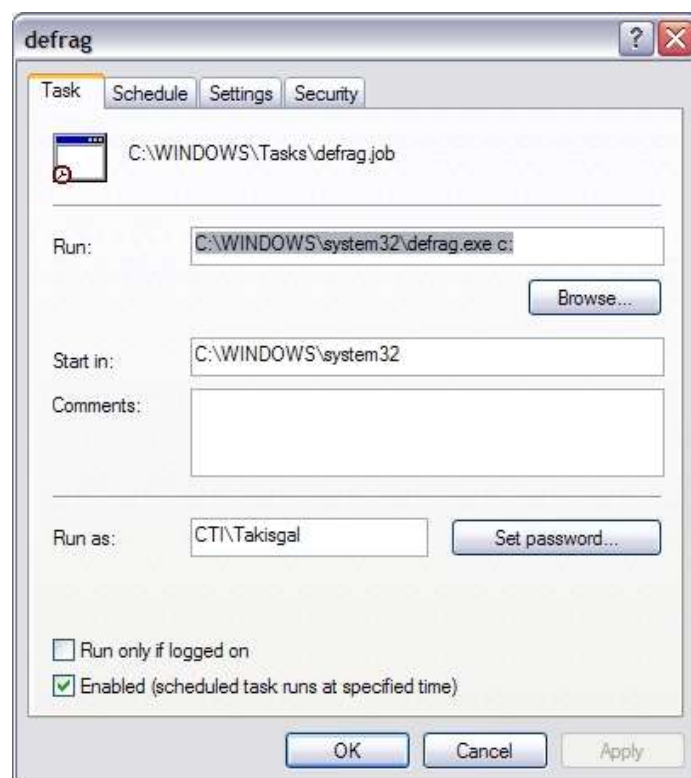 defrag
Task Schedule Settings Security
C:\WINDOWS\Tasks\defrag.job
Run: C:\WINDOWS\system32\defrag.exe c:
Browse...
Start in: C:\WINDOWS\system32
Comments:
Run as: CTI\Takisgal Set password...
Run only if logged on
Enabled (scheduled task runs at specified time)
OK Cancel Apply